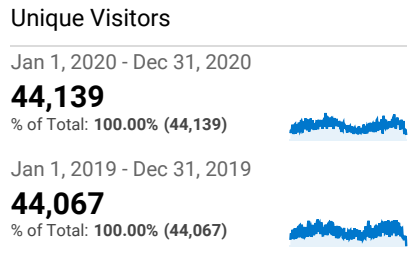 Unique Visitors
Jan 1, 2020 - Dec 31, 2020
44,139
% of Total: 100.00% (44,139)
Jan 1, 2019 - Dec 31, 2019
44,067
% of Total: 100.00% (44,067)